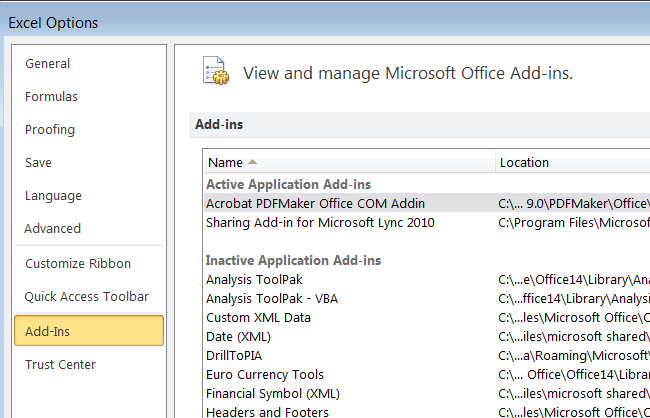 Excel Options
General
Formulas
Proofing
Save
Language
Advanced
Customize Ribbon
Quick Access Toolbar
Add-Ins
Trust Center
View and manage Microsoft Office Add-ins.
Add-ins
Name Location
Active Application Add-ins
Acrobat PDFMaker Office COM Addin C:\... 9.0\PDFMaker\Office\
Sharing Add-in for Microsoft Lync 2010 C:\Program Files\Microsof
Inactive Application Add-ins
Analysis ToolPak C:\...e\Office14\Library\Ana
Analysis ToolPak - VBA C:\...ffice14\Library\Analysi
Custom XML Data C:\...les\Microsoft Office\O
Date (XML) C:\...iles\microsoft shared\
DrillToPIA C:\...a\Roaming\Microsoft
Euro Currency Tools C:\... Office\Office14\Librar
Financial Symbol (XML) C:\...iles\microsoft shared\
Headers and Footers C:\...les\Microsoft Office\O